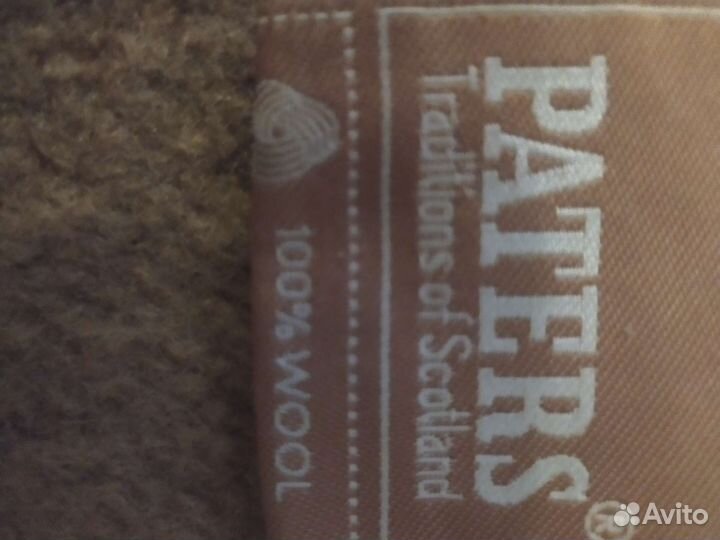 PATERS®
Traditions of Scotland
100% WOOL
Avito